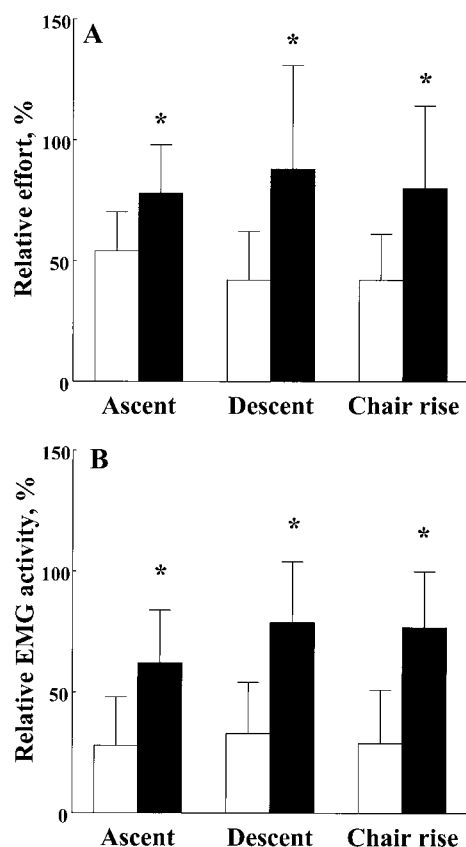 A
150
100
50
0
Relative effort, %
* * *
Ascent Descent Chair rise
B
150
100
50
0
Relative EMG activity, %
* * *
Ascent Descent Chair rise